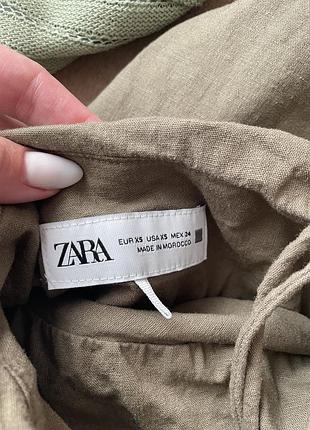 ZARA
EUR XS USA XS MEX 24
MADE IN MOROCCO